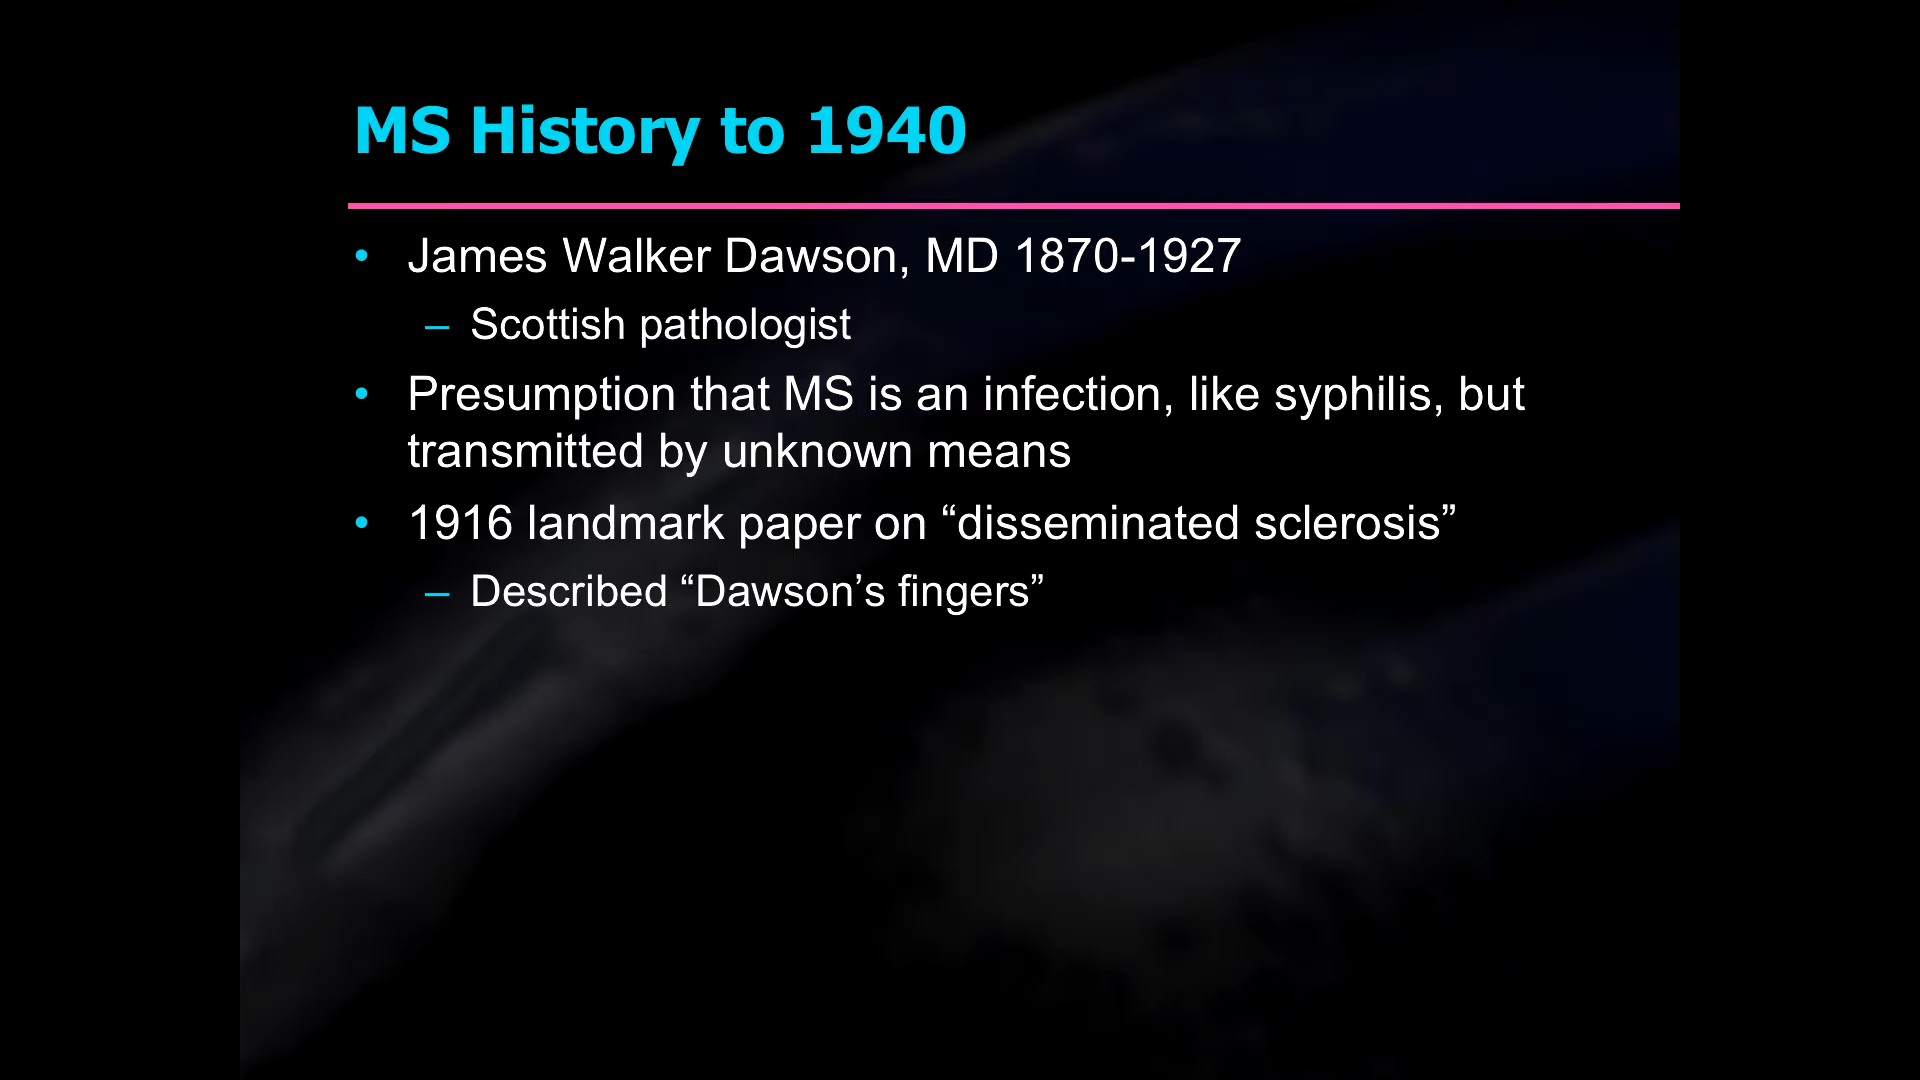 MS History to 1940
• James Walker Dawson, MD 1870-1927
– Scottish pathologist
• Presumption that MS is an infection, like syphilis, but
transmitted by unknown means
• 1916 landmark paper on “disseminated sclerosis”
– Described “Dawson’s fingers”